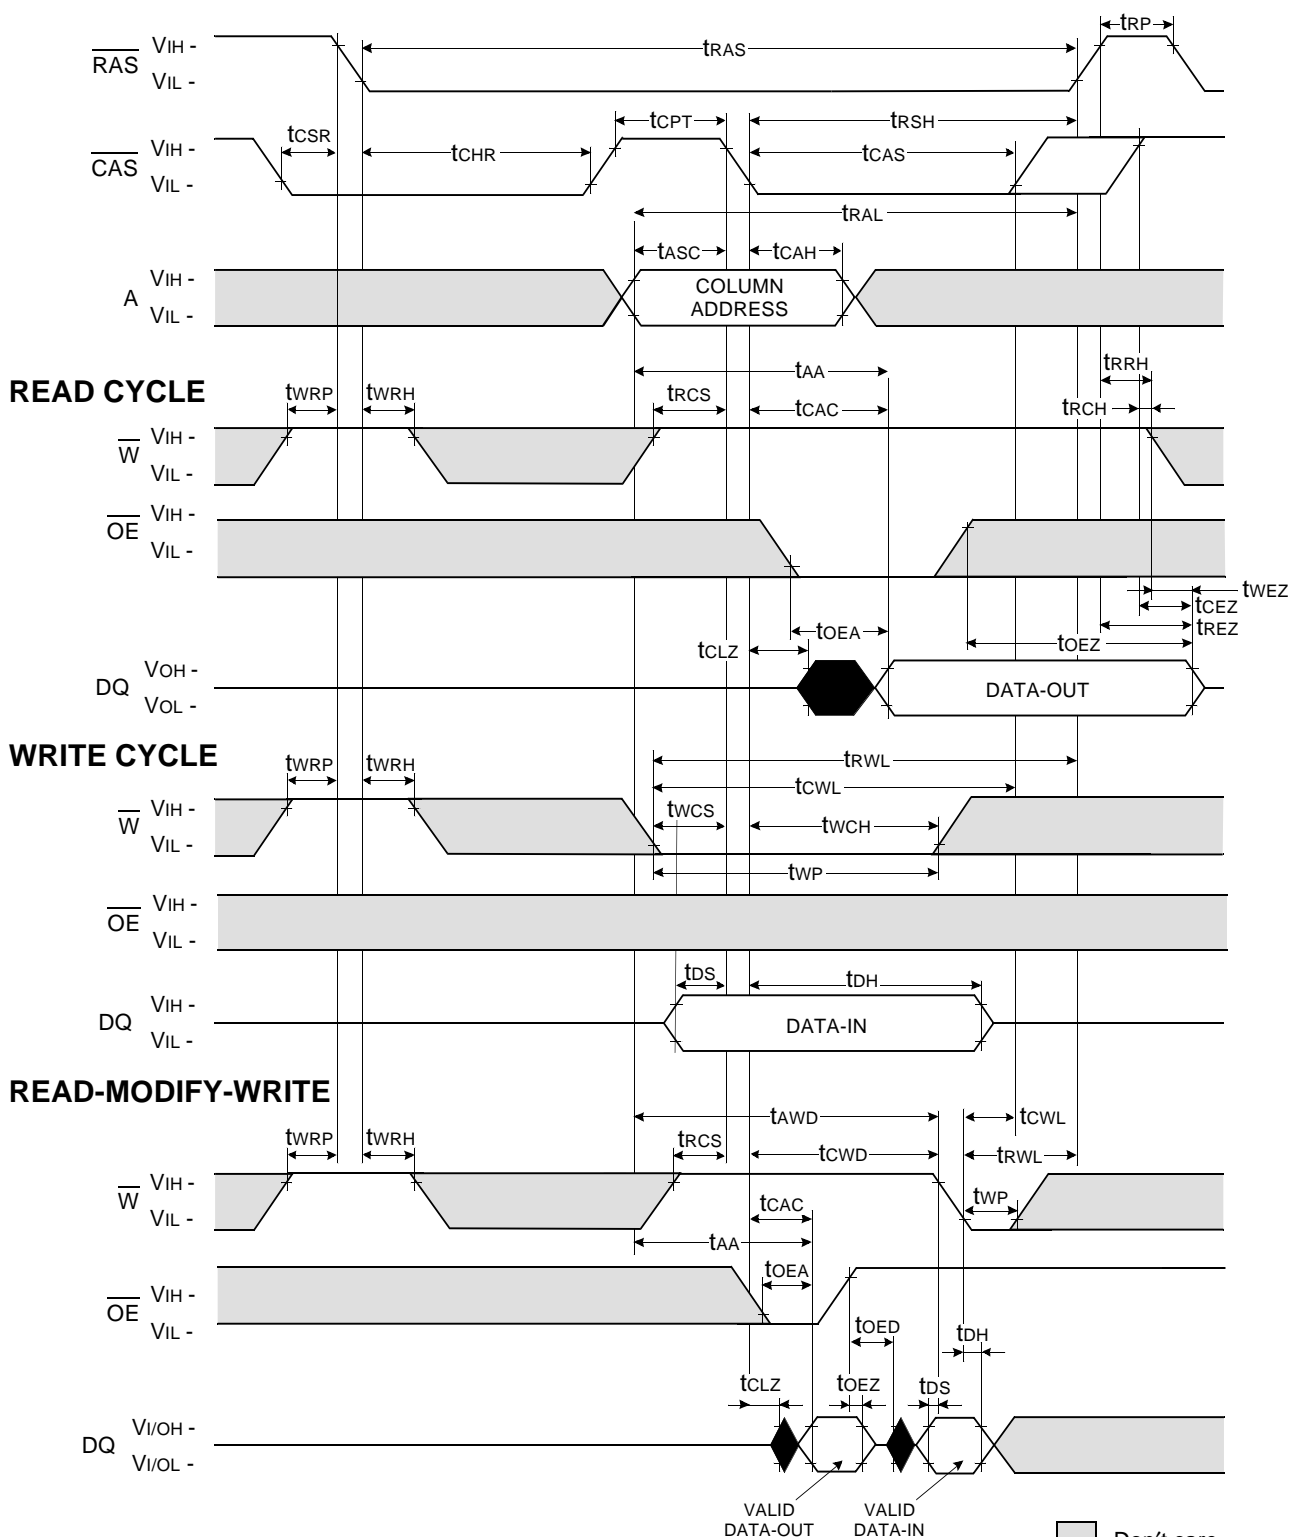 tRP
RAS VIH -
tRAS
VIL -
tCPT
tRSH
tCSR
CAS VIH -
tCHR
tCAS
VIL -
tRAL
tASC
tCAH
A VIH -
COLUMN
ADDRESS
VIL -
tRRH
tAA
READ CYCLE
tWRP
tWRH
tRCS
tCAC
tRCH
W VIH -
VIL -
OE VIH -
VIL -
tWEZ
tCEZ
tREZ
tOEA
tCLZ
tOEZ
DQ VOH -
DATA-OUT
VOL -
WRITE CYCLE
tWRP
tWRH
tRWL
tCWL
tWCS
W VIH -
tWCH
VIL -
tWP
OE VIH -
VIL -
tDS
tDH
DQ VIH -
DATA-IN
VIL -
READ-MODIFY-WRITE
tAWD
tCWL
tWRP
tWRH
tRCS
tCWD
tRWL
W VIH -
tWP
VIL -
tCAC
tAA
tOEA
OE VIH -
VIL -
tOED
tDH
tCLZ
tOEZ
tDS
DQ VI/OH -
VI/OL -
VALID
DATA-OUT
VALID
DATA-IN
Don't care